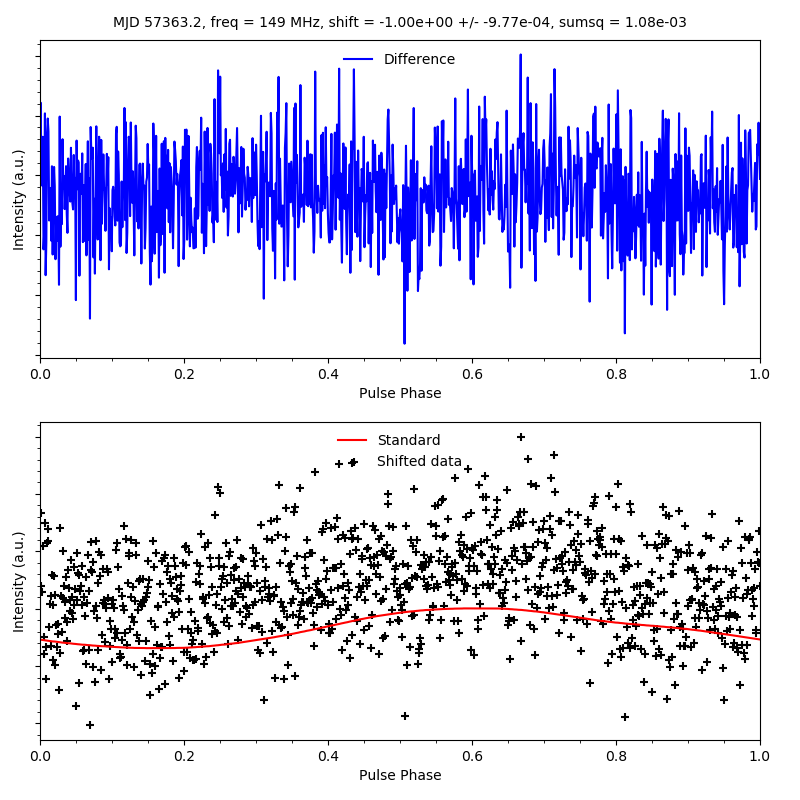 MJD 57363.2, freq = 149 MHz, shift = -1.00e+00 +/- -9.77e-04, sumsq = 1.08e-03
Difference
Intensity (a.u.)
0.0 0.2 0.4 0.6 0.8 1.0
Pulse Phase
Standard
Shifted data
Intensity (a.u.)
0.0 0.2 0.4 0.6 0.8 1.0
Pulse Phase